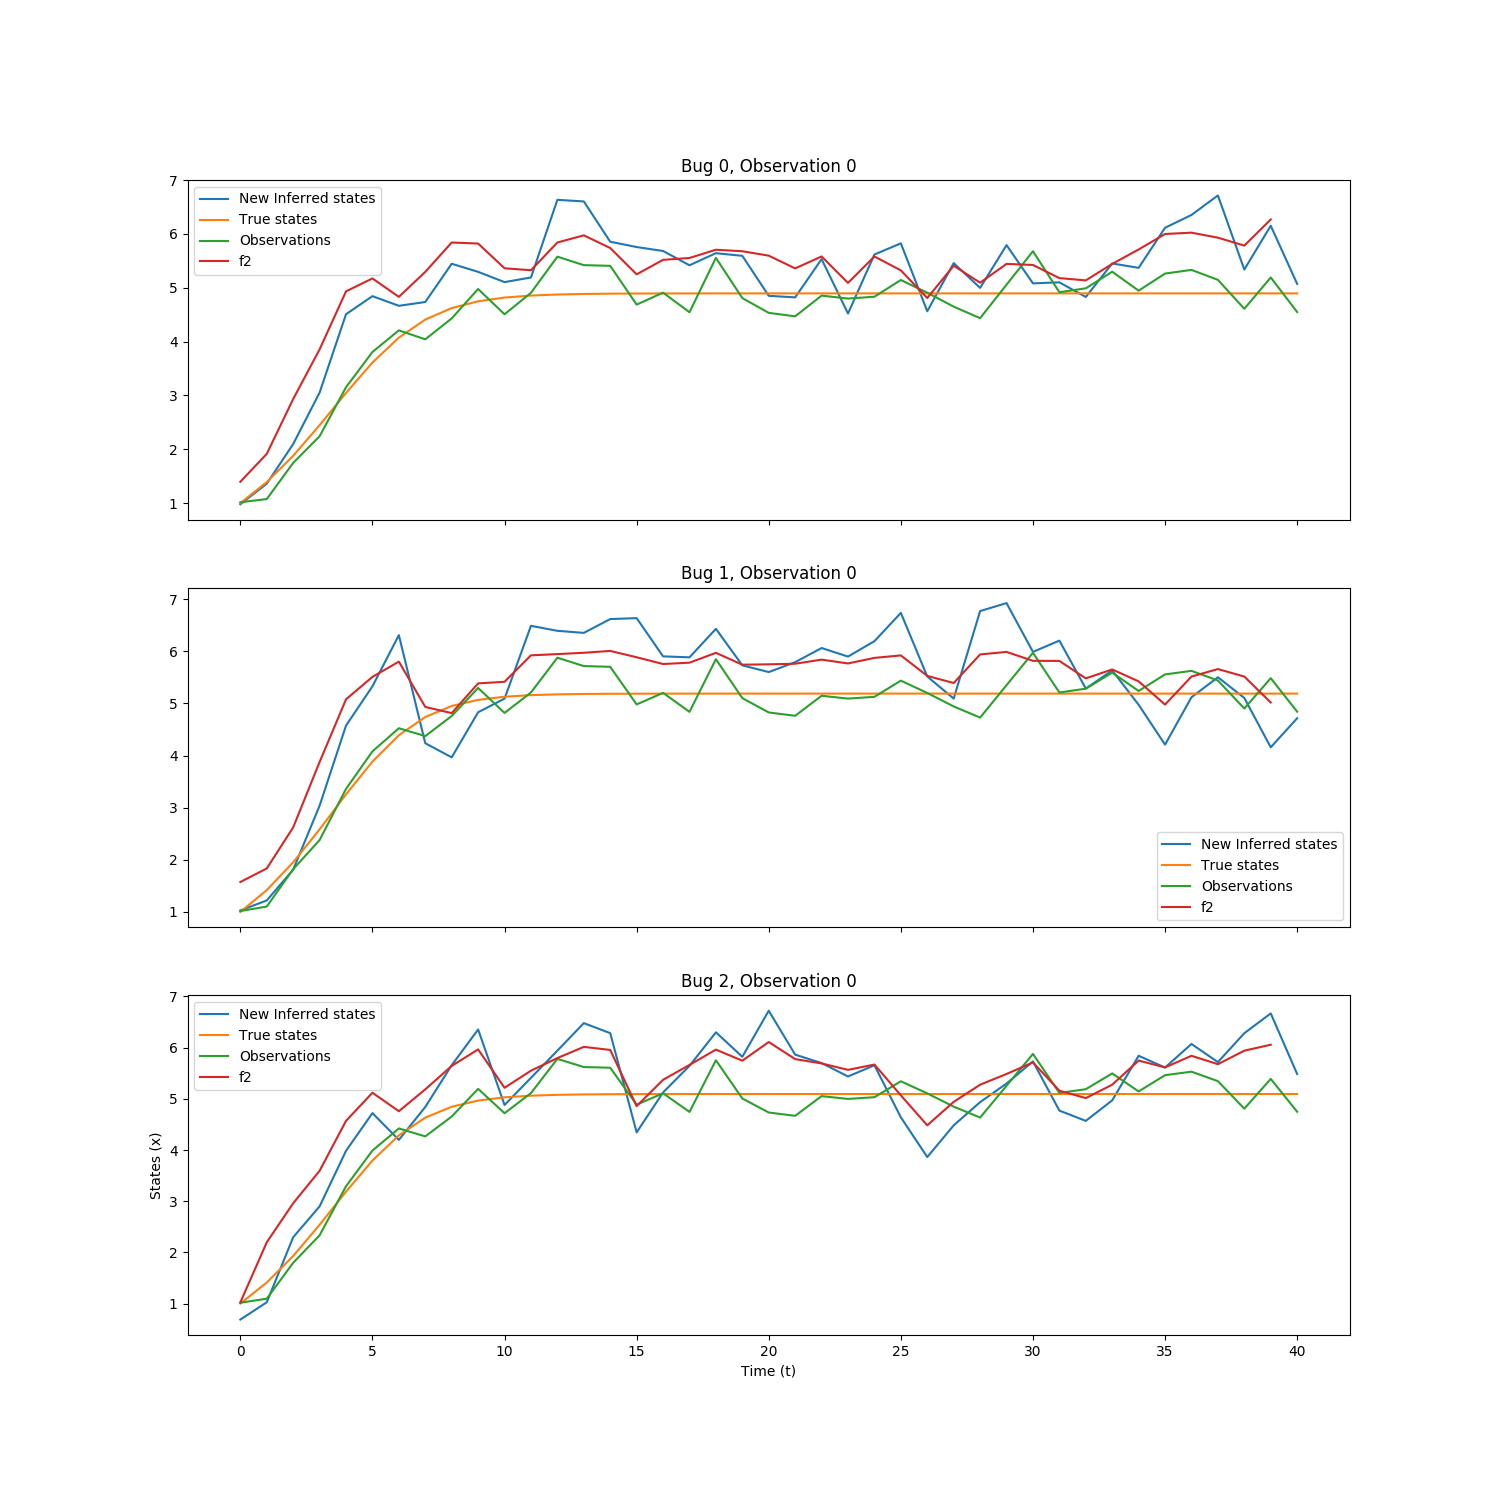 Bug 0, Observation 0
7
6
5
4
3
2
1
New Inferred states
True states
Observations
f2
Bug 1, Observation 0
7
6
5
4
3
2
1
New Inferred states
True states
Observations
f2
Bug 2, Observation 0
7
6
5
4
3
2
1
New Inferred states
True states
Observations
f2
States (x)
0 5 10 15 20 25 30 35 40
Time (t)